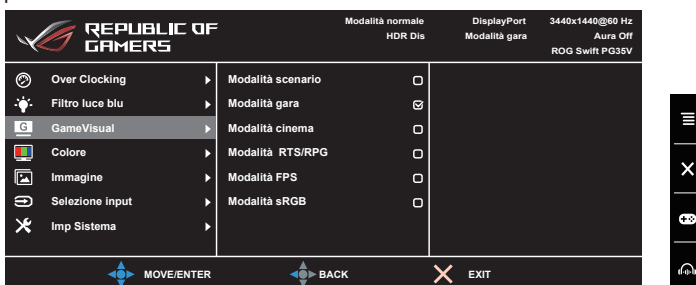 REPUBLIC OF
GAMERS
Modalità normale
HDR Dis
DisplayPort
Modalità gara
3440x1440@60 Hz
Aura Off
ROG Swift PG35V
Over Clocking
Filtro luce blu
G GameVisual
Colore
Immagine
Selezione input
Imp Sistema
Modalità scenario
Modalità gara
Modalità cinema
Modalità RTS/RPG
Modalità FPS
Modalità sRGB
MOVE/ENTER
BACK
EXIT